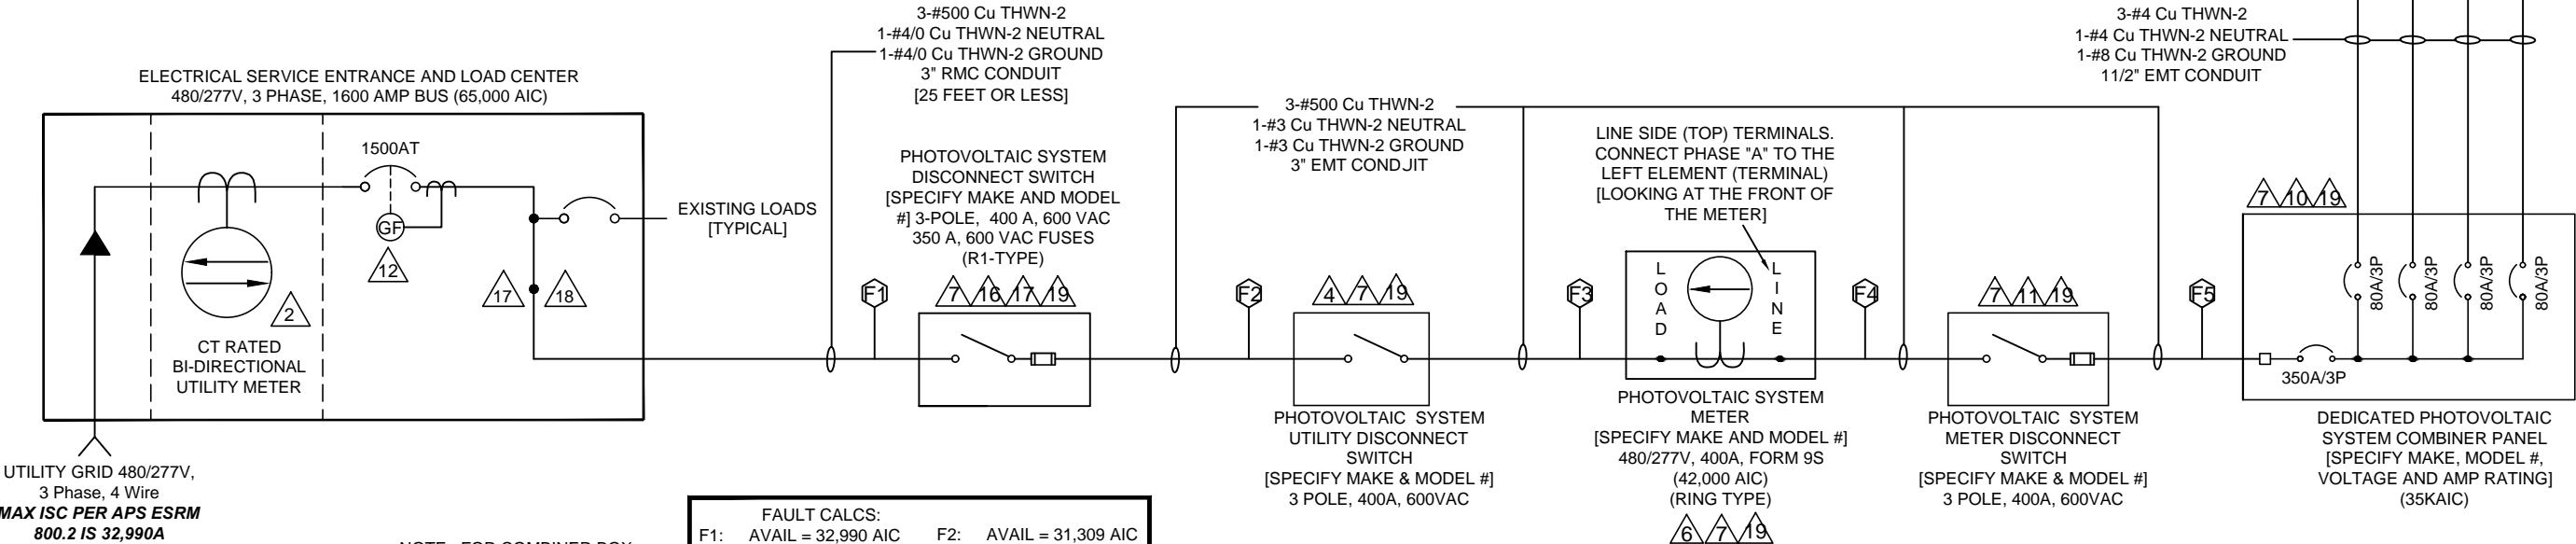 3-#500 Cu THWN-2
1-#4/0 Cu THWN-2 NEUTRAL
1-#4/0 Cu THWN-2 GROUND
3" RMC CONDUIT
[25 FEET OR LESS]
3-#4 Cu THWN-2
1-#4 Cu THWN-2 NEUTRAL
1-#8 Cu THWN-2 GROUND
11/2" EMT CONDUIT
ELECTRICAL SERVICE ENTRANCE AND LOAD CENTER
480/277V, 3 PHASE, 1600 AMP BUS (65,000 AIC)
1500AT
GF
12
EXISTING LOADS
[TYPICAL]
17
18
2
CT RATED
BI-DIRECTIONAL
UTILITY METER
UTILITY GRID 480/277V,
3 Phase, 4 Wire
MAX ISC PER APS ESRM
800.2 IS 32,990A
PHOTOVOLTAIC SYSTEM
DISCONNECT SWITCH
[SPECIFY MAKE AND MODEL
#] 3-POLE, 400 A, 600 VAC
350 A, 600 VAC FUSES
(R1-TYPE)
F1
7 16 17 19
3-#500 Cu THWN-2
1-#3 Cu THWN-2 NEUTRAL
1-#3 Cu THWN-2 GROUND
3" EMT CONDJIT
F2
4 7 19
PHOTOVOLTAIC SYSTEM
UTILITY DISCONNECT
SWITCH
[SPECIFY MAKE & MODEL #]
3 POLE, 400A, 600VAC
LINE SIDE (TOP) TERMINALS.
CONNECT PHASE "A" TO THE
LEFT ELEMENT (TERMINAL)
[LOOKING AT THE FRONT OF
THE METER]
F3
LOAD
LINE
F4
PHOTOVOLTAIC SYSTEM
METER
[SPECIFY MAKE AND MODEL #]
480/277V, 400A, FORM 9S
(42,000 AIC)
(RING TYPE)
6 7 19
7 11 19
PHOTOVOLTAIC SYSTEM
METER DISCONNECT
SWITCH
[SPECIFY MAKE & MODEL #]
3 POLE, 400A, 600VAC
F5
7 10 19
80A/3P
80A/3P
80A/3P
80A/3P
350A/3P
DEDICATED PHOTOVOLTAIC
SYSTEM COMBINER PANEL
[SPECIFY MAKE, MODEL #,
VOLTAGE AND AMP RATING]
(35KAIC)
FAULT CALCS:
F1: AVAIL = 32,990 AIC F2: AVAIL = 31,309 AIC